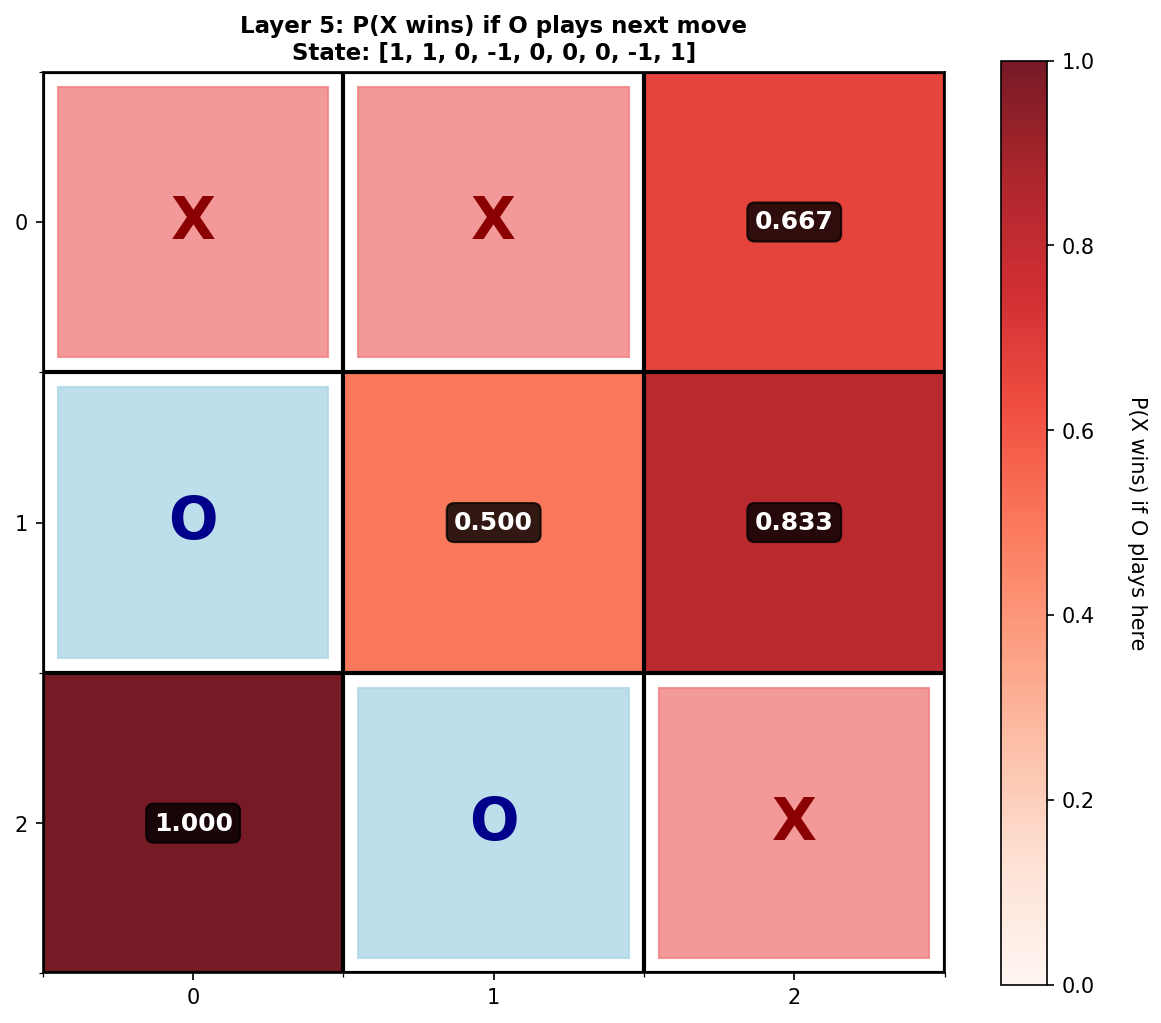 Layer 5: P(X wins) if O plays next move
State: [1, 1, 0, -1, 0, 0, 0, -1, 1]
0
X
X
0.667
1
O
0.500
0.833
2
1.000
O
X
0
1
2
1.0
0.8
0.6
0.4
0.2
0.0
P(X wins) if O plays here